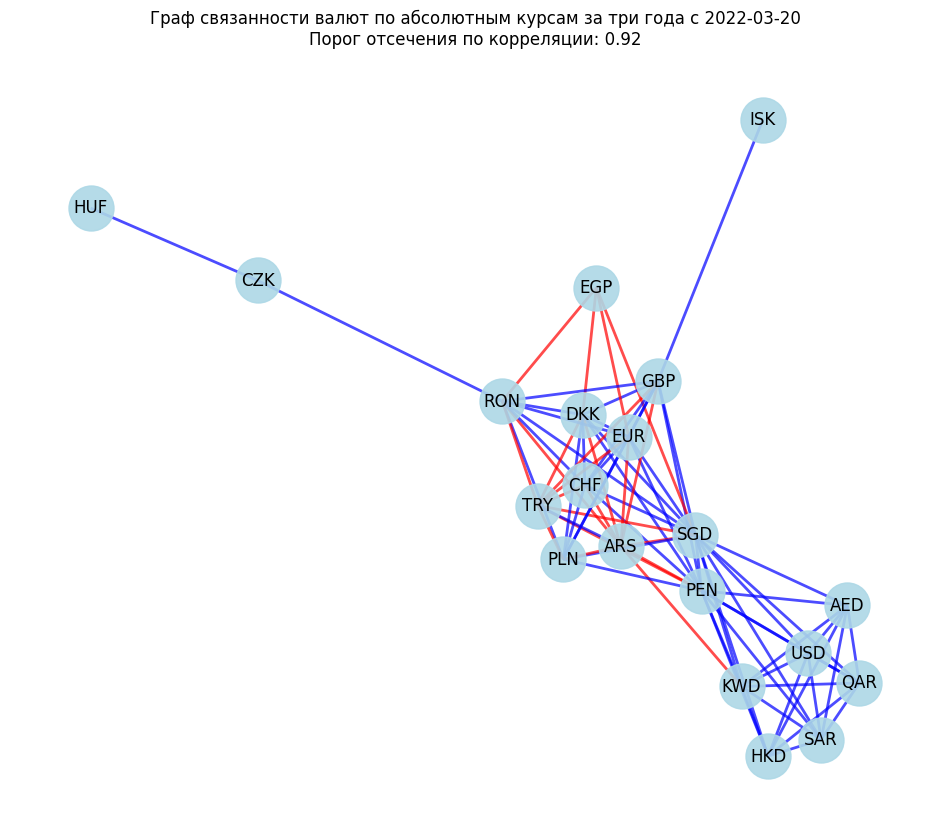 Граф связанности валют по абсолютным курсам за три года с 2022-03-20
Порог отсечения по корреляции: 0.92
ISK
HUF
CZK
EGP
GBP
RON
DKK
EUR
CHF
TRY
SGD
ARS
PLN
PEN
AED
USD
QAR
KWD
SAR
HKD